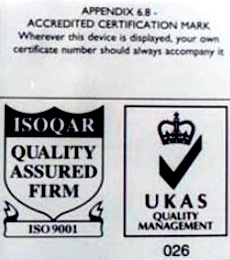 APPENDIX 6.8 -
ACCREDITED CERTIFICATION MARK
Wherever this device is displayed, your own
certificate number should always accompany it
ISOQAR
QUALITY
ASSURED
FIRM
ISO 9001
UKAS
QUALITY
MANAGEMENT
026